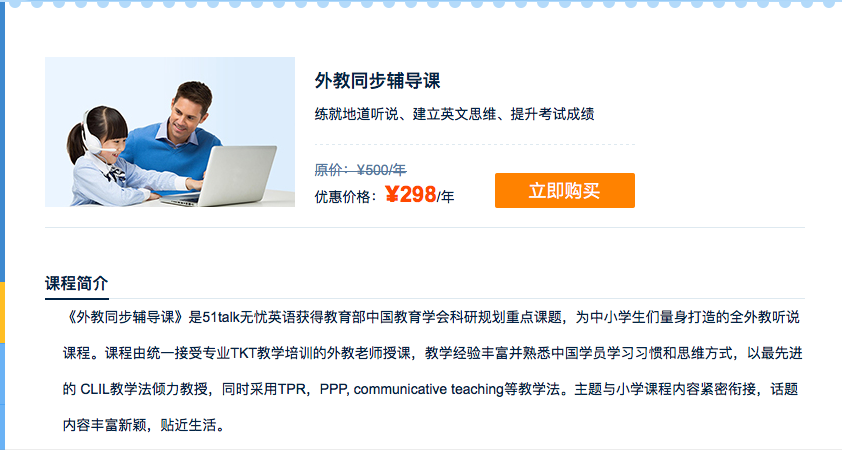 外教同步辅导课
练就地道听说、建立英文思维、提升考试成绩
原价：¥500/年
优惠价格：¥298/年
立即购买
课程简介
《外教同步辅导课》是51talk无忧英语获得教育部中国教育学会科研规划重点课题，为中小学生们量身打造的全外教听说
课程。课程由统一接受专业TKT教学培训的外教老师授课，教学经验丰富并熟悉中国学员学习习惯和思维方式，以最先进
的 CLIL教学法倾力教授，同时采用TPR，PPP, communicative teaching等教学法。主题与小学课程内容紧密衔接，话题
内容丰富新颖，贴近生活。